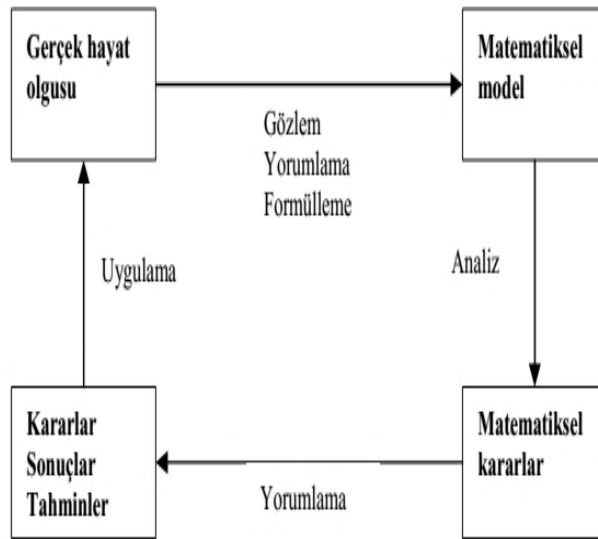 Gerçek hayat
olgusu
Matematiksel
model
Gözlem
Yorumlama
Formülleme
Uygulama
Analiz
Kararlar
Sonuçlar
Tahminler
Matematiksel
kararlar
Yorumlama